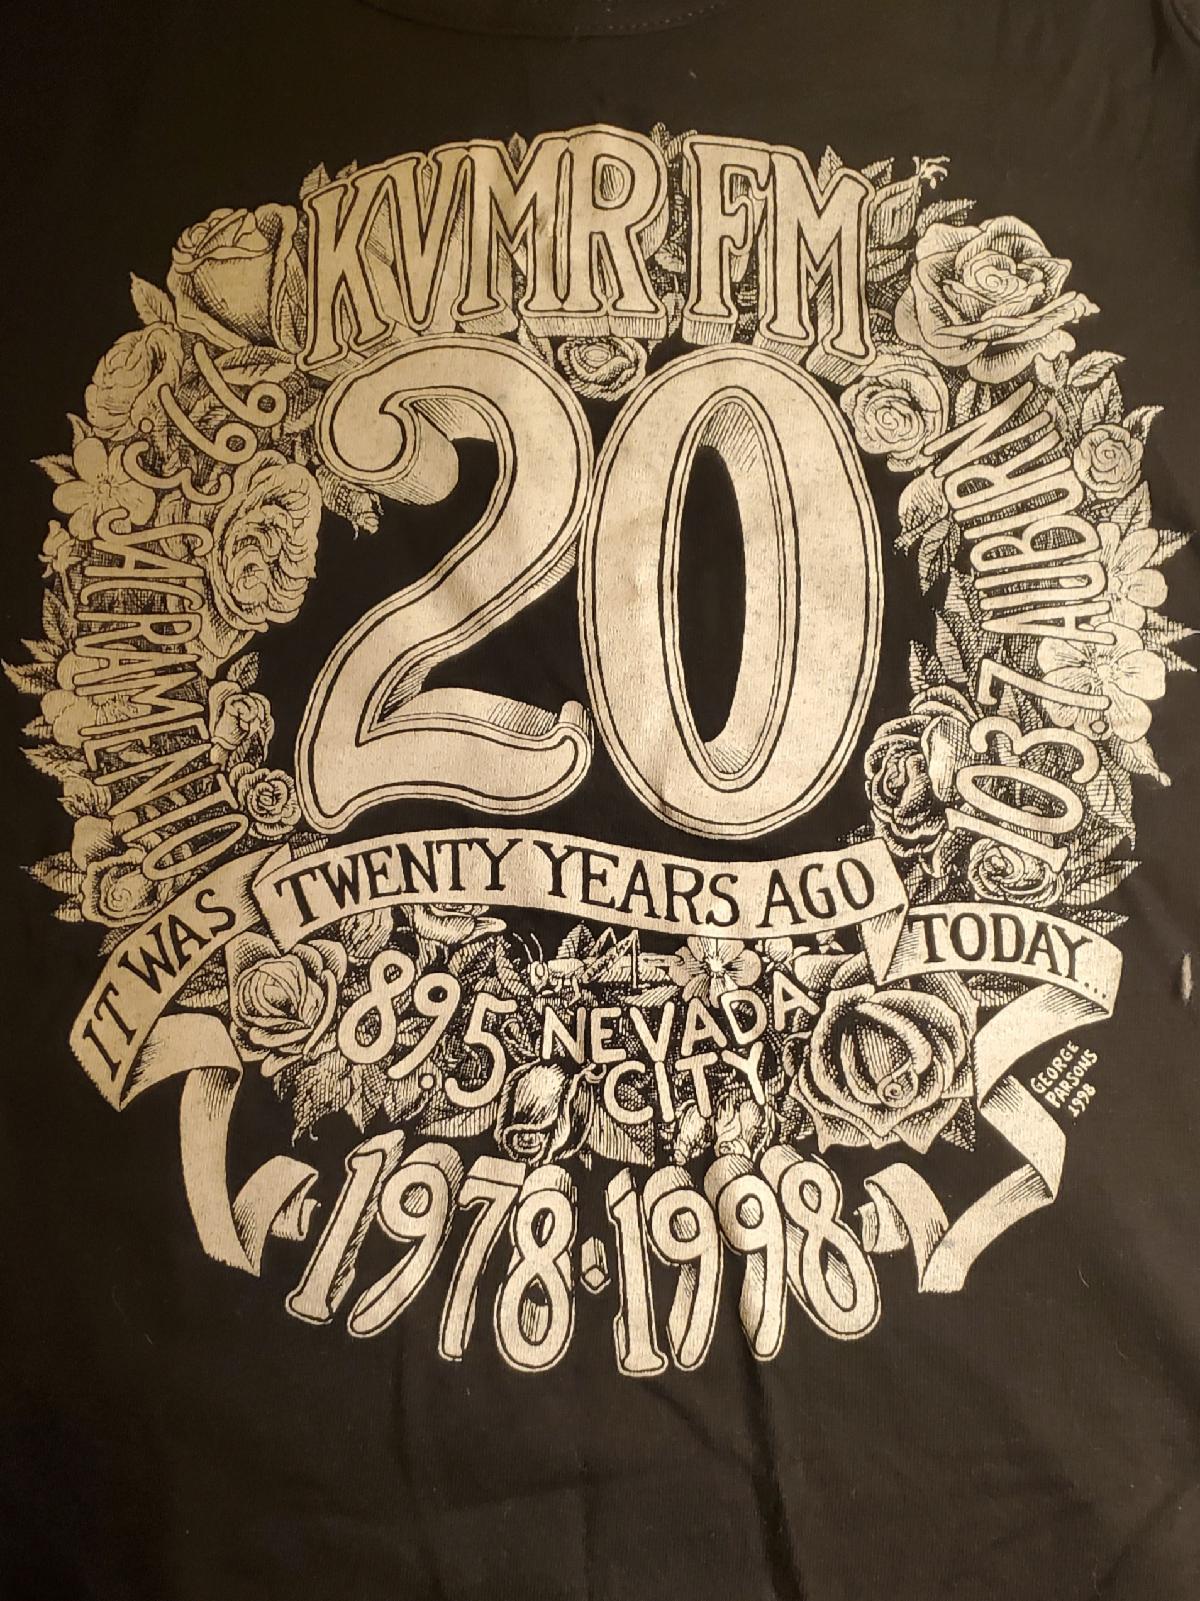 KVMR FM
20
99.3 SACRAMENTO
103.7 AUBURN
IT WAS TWENTY YEARS AGO TODAY...
89.5 NEVADA
CITY
GEORGE
PARSONS
1998
1978·1998